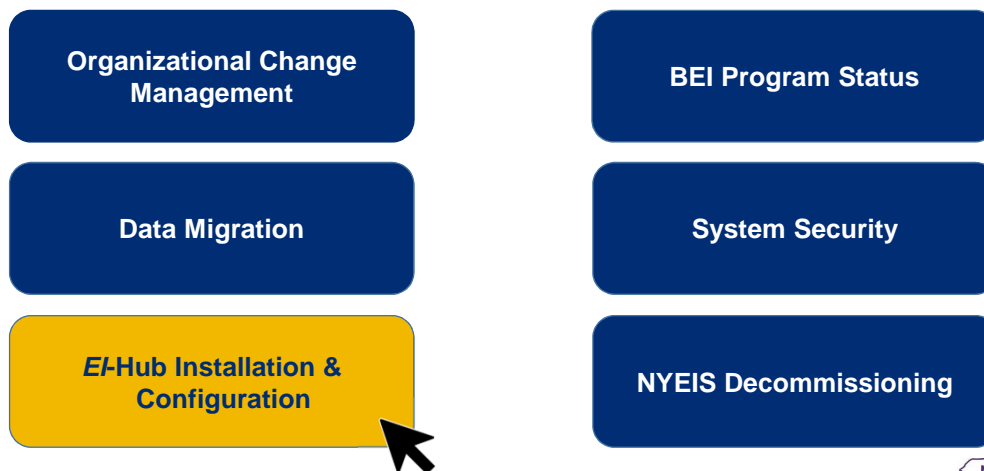 Organizational Change
Management
BEI Program Status
Data Migration
System Security
EI-Hub Installation &
Configuration
NYEIS Decommissioning